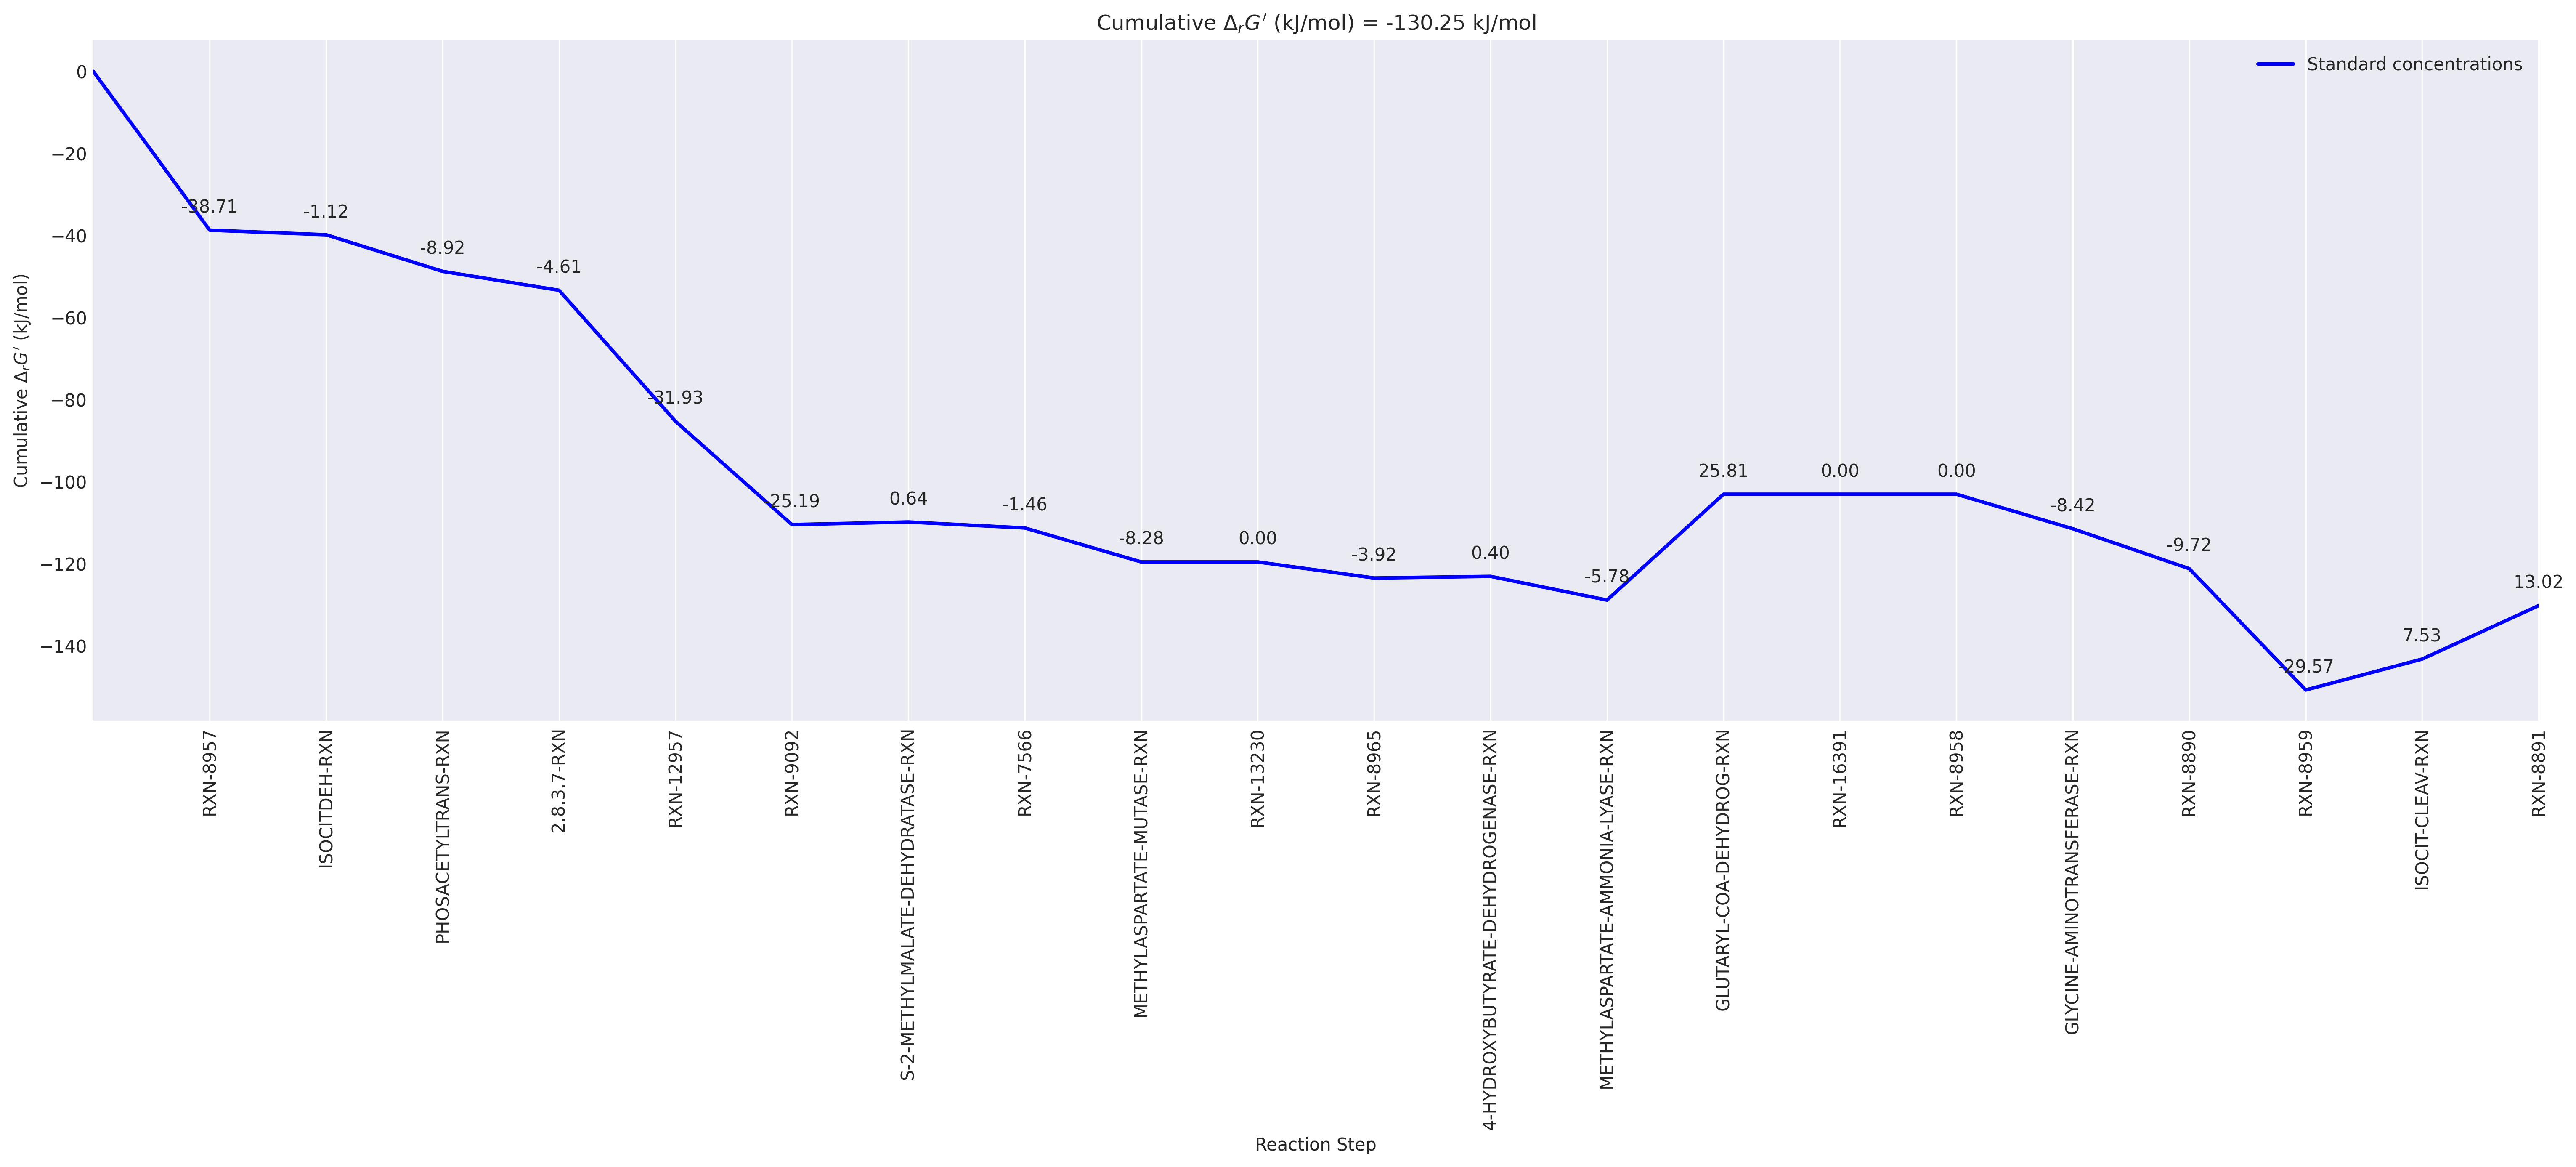 Cumulative ΔrG′ (kJ/mol) = -130.25 kJ/mol
Standard concentrations
Cumulative ΔrG′ (kJ/mol)
0
−20
−40
−60
−80
−100
−120
−140
-38.71
-1.12
-8.92
-4.61
-31.93
-25.19
0.64
-1.46
-8.28
0.00
-3.92
0.40
-5.78
25.81
0.00
0.00
-8.42
-9.72
-29.57
7.53
13.02
RXN-8957
ISOCITDEH-RXN
PHOSACETYLTRANS-RXN
2.8.3.7-RXN
RXN-12957
RXN-9092
S-2-METHYLMALATE-DEHYDRATASE-RXN
RXN-7566
METHYLASPARTATE-MUTASE-RXN
RXN-13230
RXN-8965
4-HYDROXYBUTYRATE-DEHYDROGENASE-RXN
METHYLASPARTATE-AMMONIA-LYASE-RXN
GLUTARYL-COA-DEHYDROG-RXN
RXN-16391
RXN-8958
GLYCINE-AMINOTRANSFERASE-RXN
RXN-8890
RXN-8959
ISOCIT-CLEAV-RXN
RXN-8891
Reaction Step